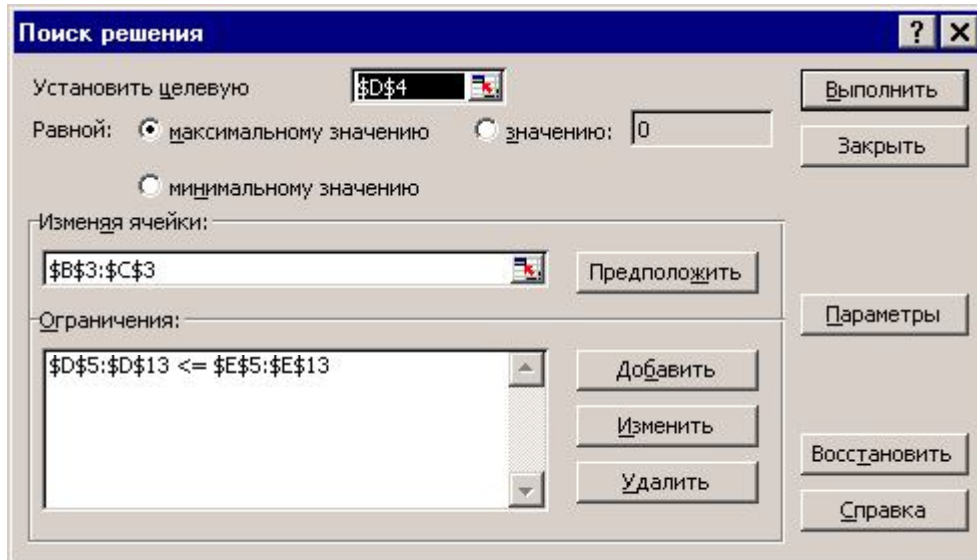 Поиск решения
Установить целевую $D$4 Выполнить
Равной: максимальному значению значению: 0 Закрыть
минимальному значению
Изменяя ячейки:
$B$3:$C$3 Предположить
Ограничения: Параметры
$D$5:$D$13 <= $E$5:$E$13 Добавить
Изменить
Восстановить
Удалить
Справка